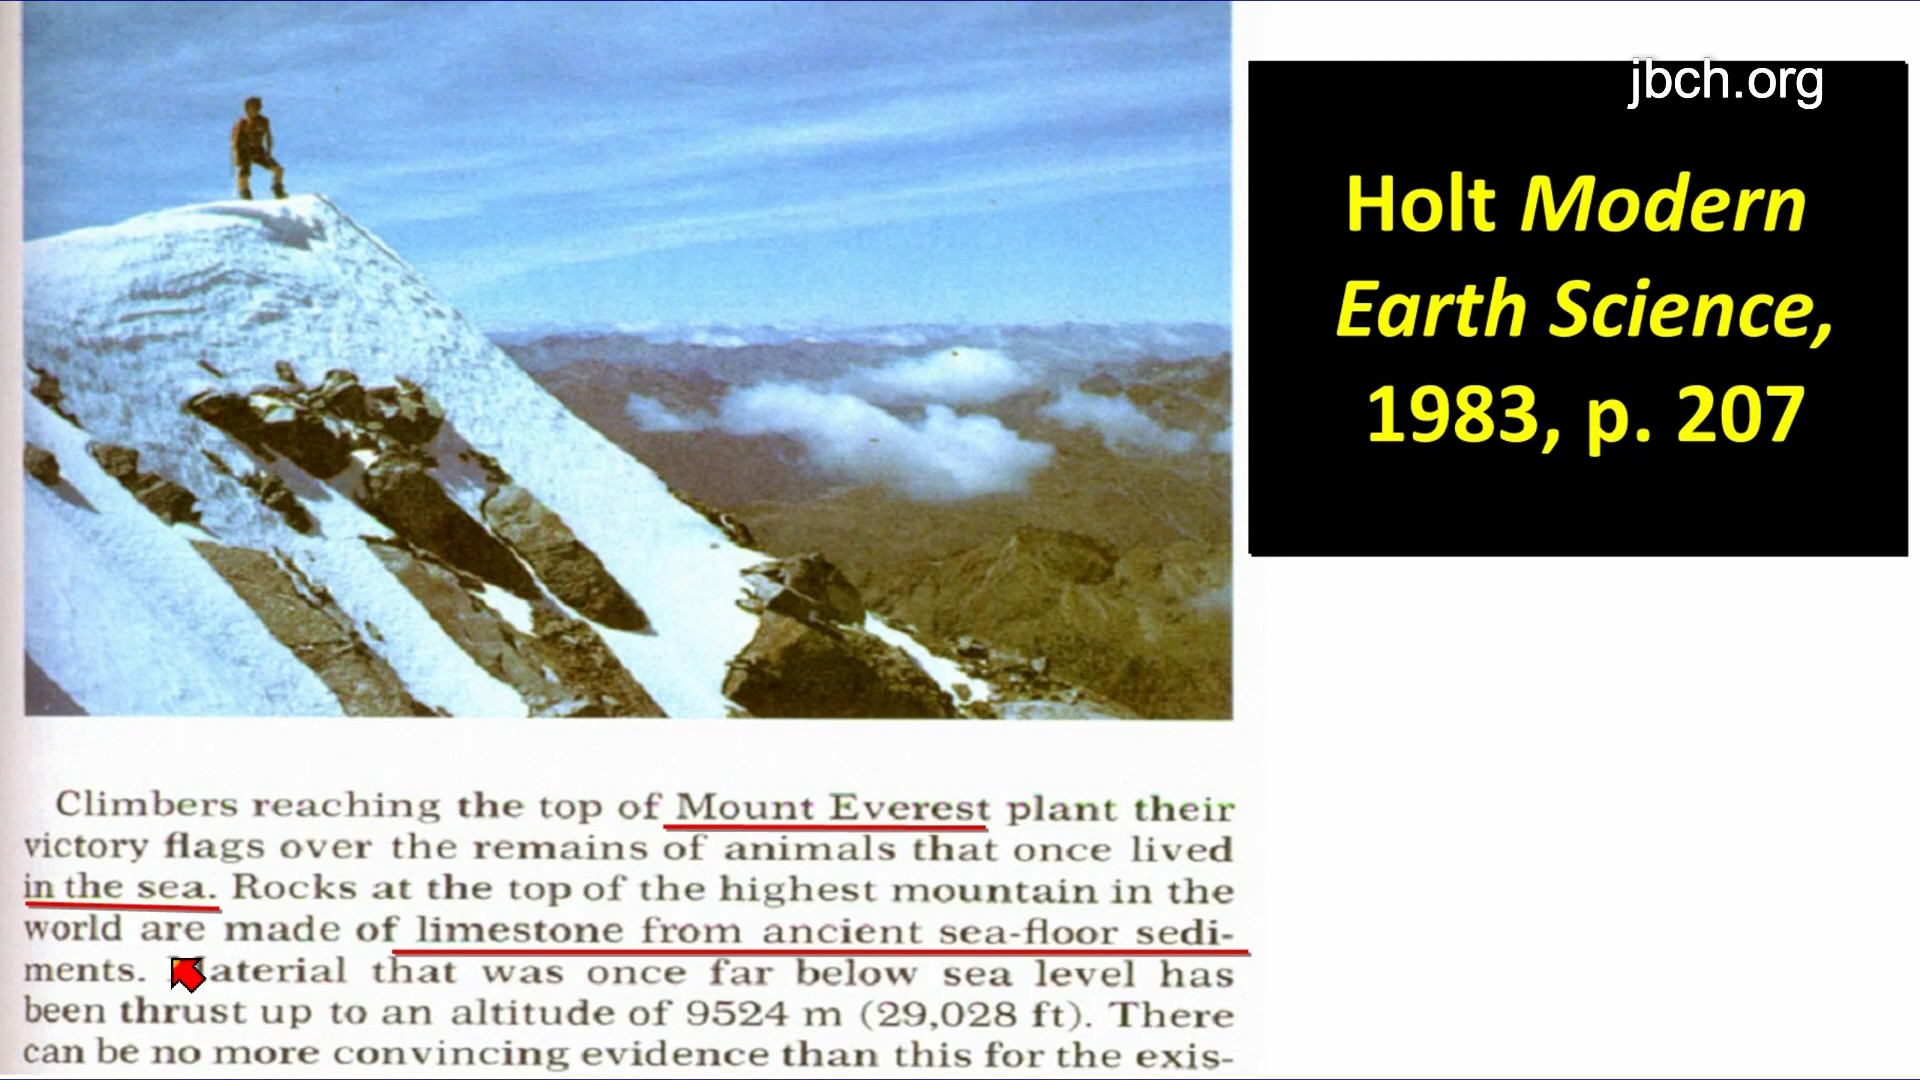 jbch.org
Holt Modern
Earth Science,
1983, p. 207
Climbers reaching the top of Mount Everest plant their
victory flags over the remains of animals that once lived
in the sea. Rocks at the top of the highest mountain in the
world are made of limestone from ancient sea-floor sedi-
ments. Material that was once far below sea level has
been thrust up to an altitude of 9524 m (29,028 ft). There
can be no more convincing evidence than this for the exis-